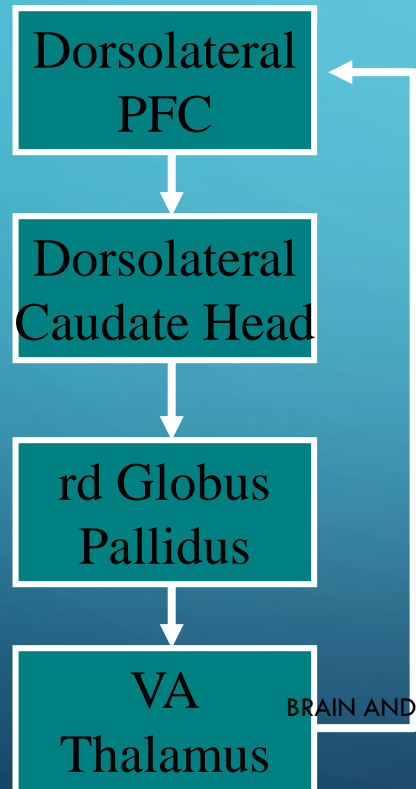 Dorsolateral
PFC
Dorsolateral
Caudate Head
rd Globus
Pallidus
VA
Thalamus
BRAIN AND